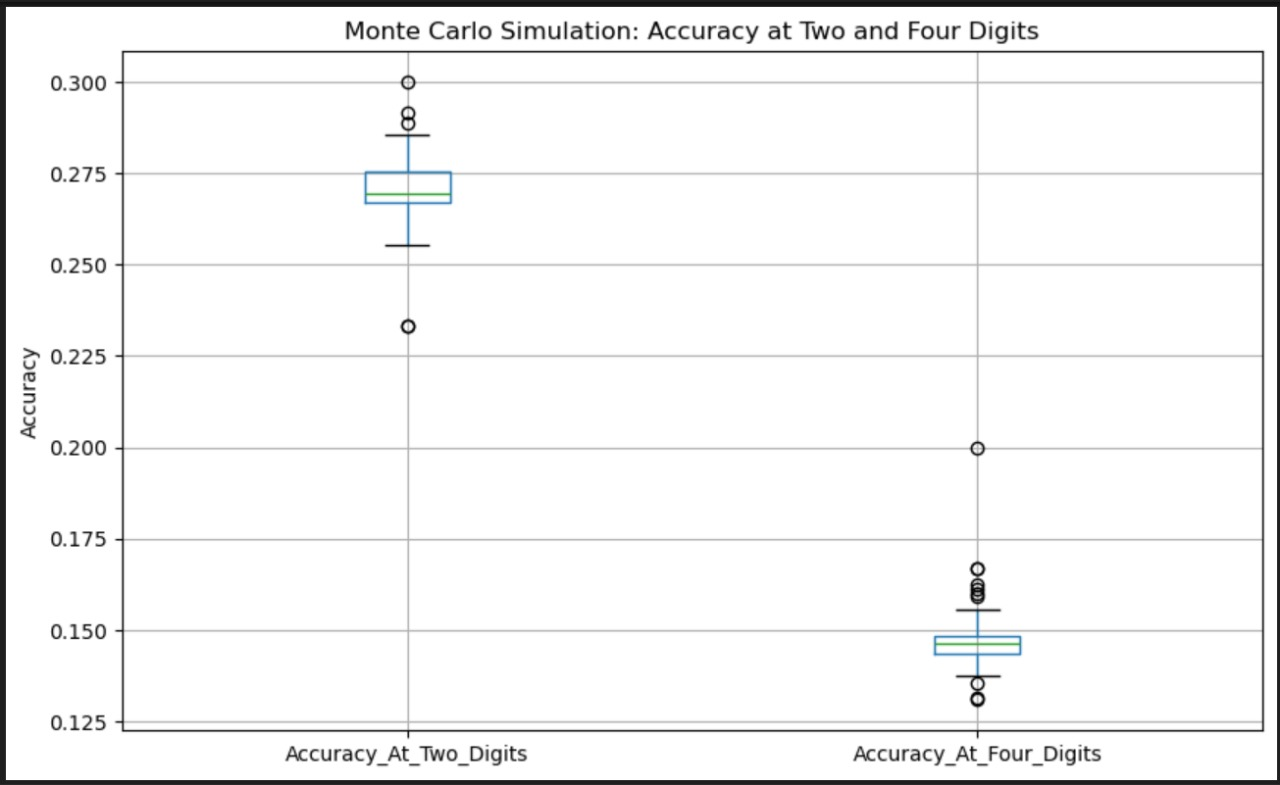 Monte Carlo Simulation: Accuracy at Two and Four Digits
0.300
0.275
0.250
0.225
0.200
0.175
0.150
0.125
Accuracy
Accuracy_At_Two_Digits
Accuracy_At_Four_Digits